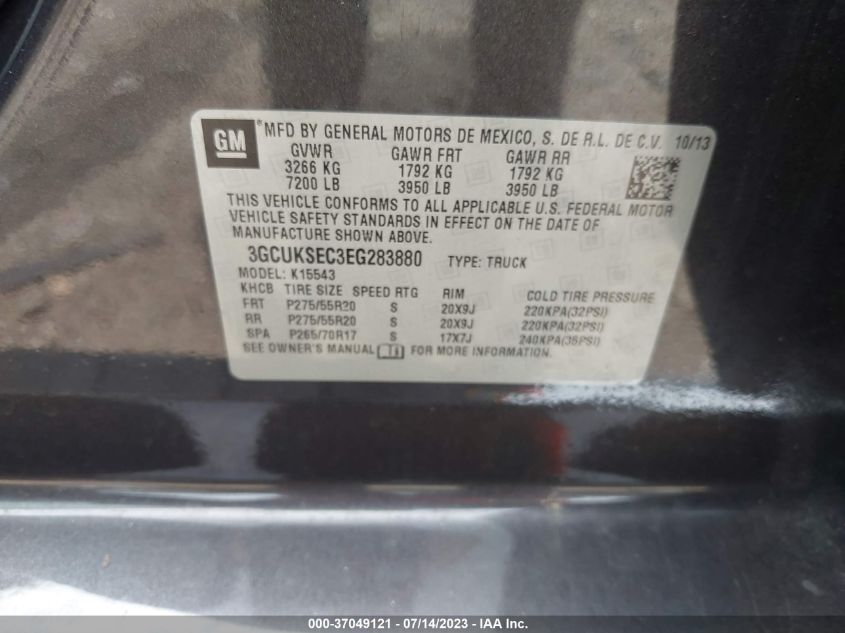 GM ® MFD BY GENERAL MOTORS DE MEXICO, S. DE R.L. DE C.V. 10/13
GVWR GAWR FRT GAWR RR
3266 KG 1792 KG 1792 KG
7200 LB 3950 LB 3950 LB
THIS VEHICLE CONFORMS TO ALL APPLICABLE U.S. FEDERAL MOTOR
VEHICLE SAFETY STANDARDS IN EFFECT ON THE DATE OF
MANUFACTURE SHOWN ABOVE.
3GCUKSEC3EG283880 TYPE: TRUCK
MODEL: K15543
KHCB TIRE SIZE SPEED RTG RIM COLD TIRE PRESSURE
FRT P275/55R20 S 20X9J 220KPA(32PSI)
RR P275/55R20 S 20X9J 220KPA(32PSI)
SPA P265/70R17 S 17X7J 240KPA(35PSI)
SEE OWNER'S MANUAL i FOR MORE INFORMATION.
000-37049121 - 07/14/2023 - IAA Inc.